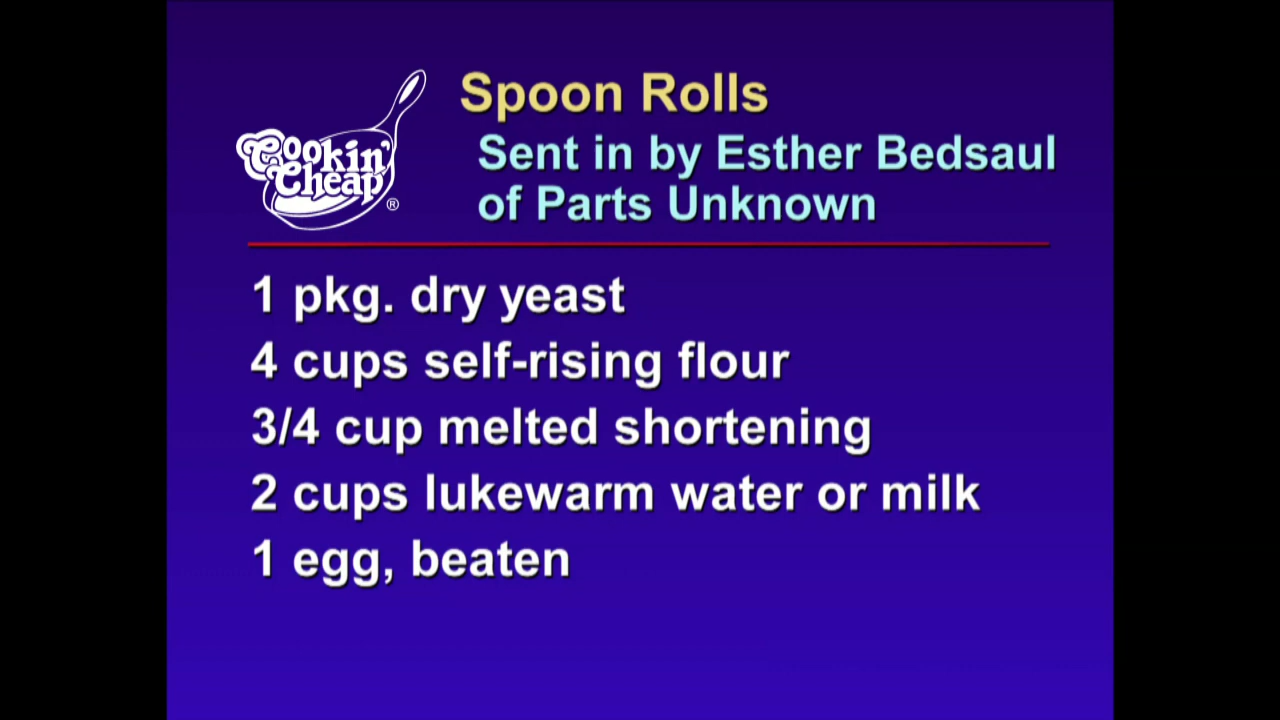 Cookin'
Cheap
®
Spoon Rolls
Sent in by Esther Bedsaul
of Parts Unknown
1 pkg. dry yeast
4 cups self-rising flour
3/4 cup melted shortening
2 cups lukewarm water or milk
1 egg, beaten